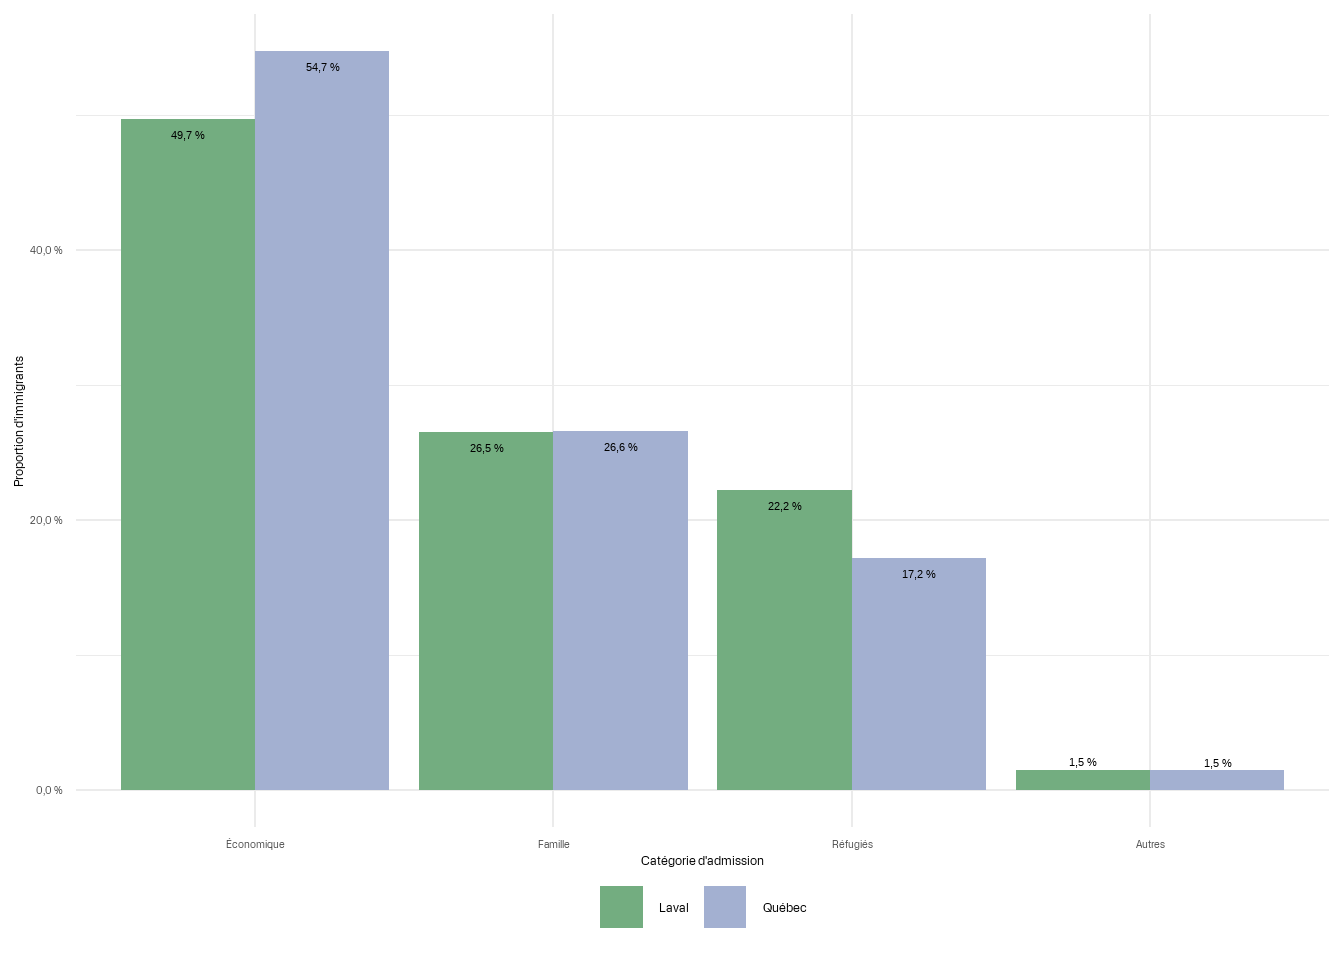 54,7 %
49,7 %
40,0 %
Proportion d'immigrants
26,5 %
26,6 %
22,2 %
20,0 %
17,2 %
1,5 %
1,5 %
0,0 %
Économique
Famille
Réfugiés
Autres
Catégorie d'admission
Laval
Québec